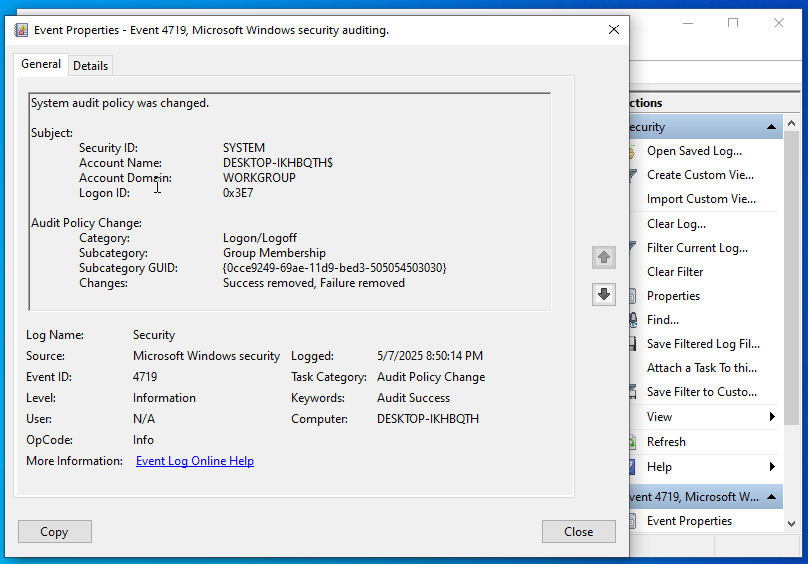 Event Properties - Event 4719, Microsoft Windows security auditing.
General
Details
System audit policy was changed.
Subject:
Security ID: SYSTEM
Account Name: DESKTOP-IKHBQTH$
Account Domain: WORKGROUP
Logon ID: 0x3E7
Audit Policy Change:
Category: Logon/Logoff
Subcategory: Group Membership
Subcategory GUID: {0cce9249-69ae-11d9-bed3-505054503030}
Changes: Success removed, Failure removed
Log Name: Security
Source: Microsoft Windows security Logged: 5/7/2025 8:50:14 PM
Event ID: 4719 Task Category: Audit Policy Change
Level: Information Keywords: Audit Success
User: N/A Computer: DESKTOP-IKHBQTH
OpCode: Info
More Information: Event Log Online Help
Copy
Close
ctions
ecurity
Open Saved Log...
Create Custom Vie...
Import Custom Vie...
Clear Log...
Filter Current Log...
Clear Filter
Properties
Find...
Save Filtered Log Fil...
Attach a Task To thi...
Save Filter to Custo...
View
Refresh
Help
vent 4719, Microsoft W...
Event Properties